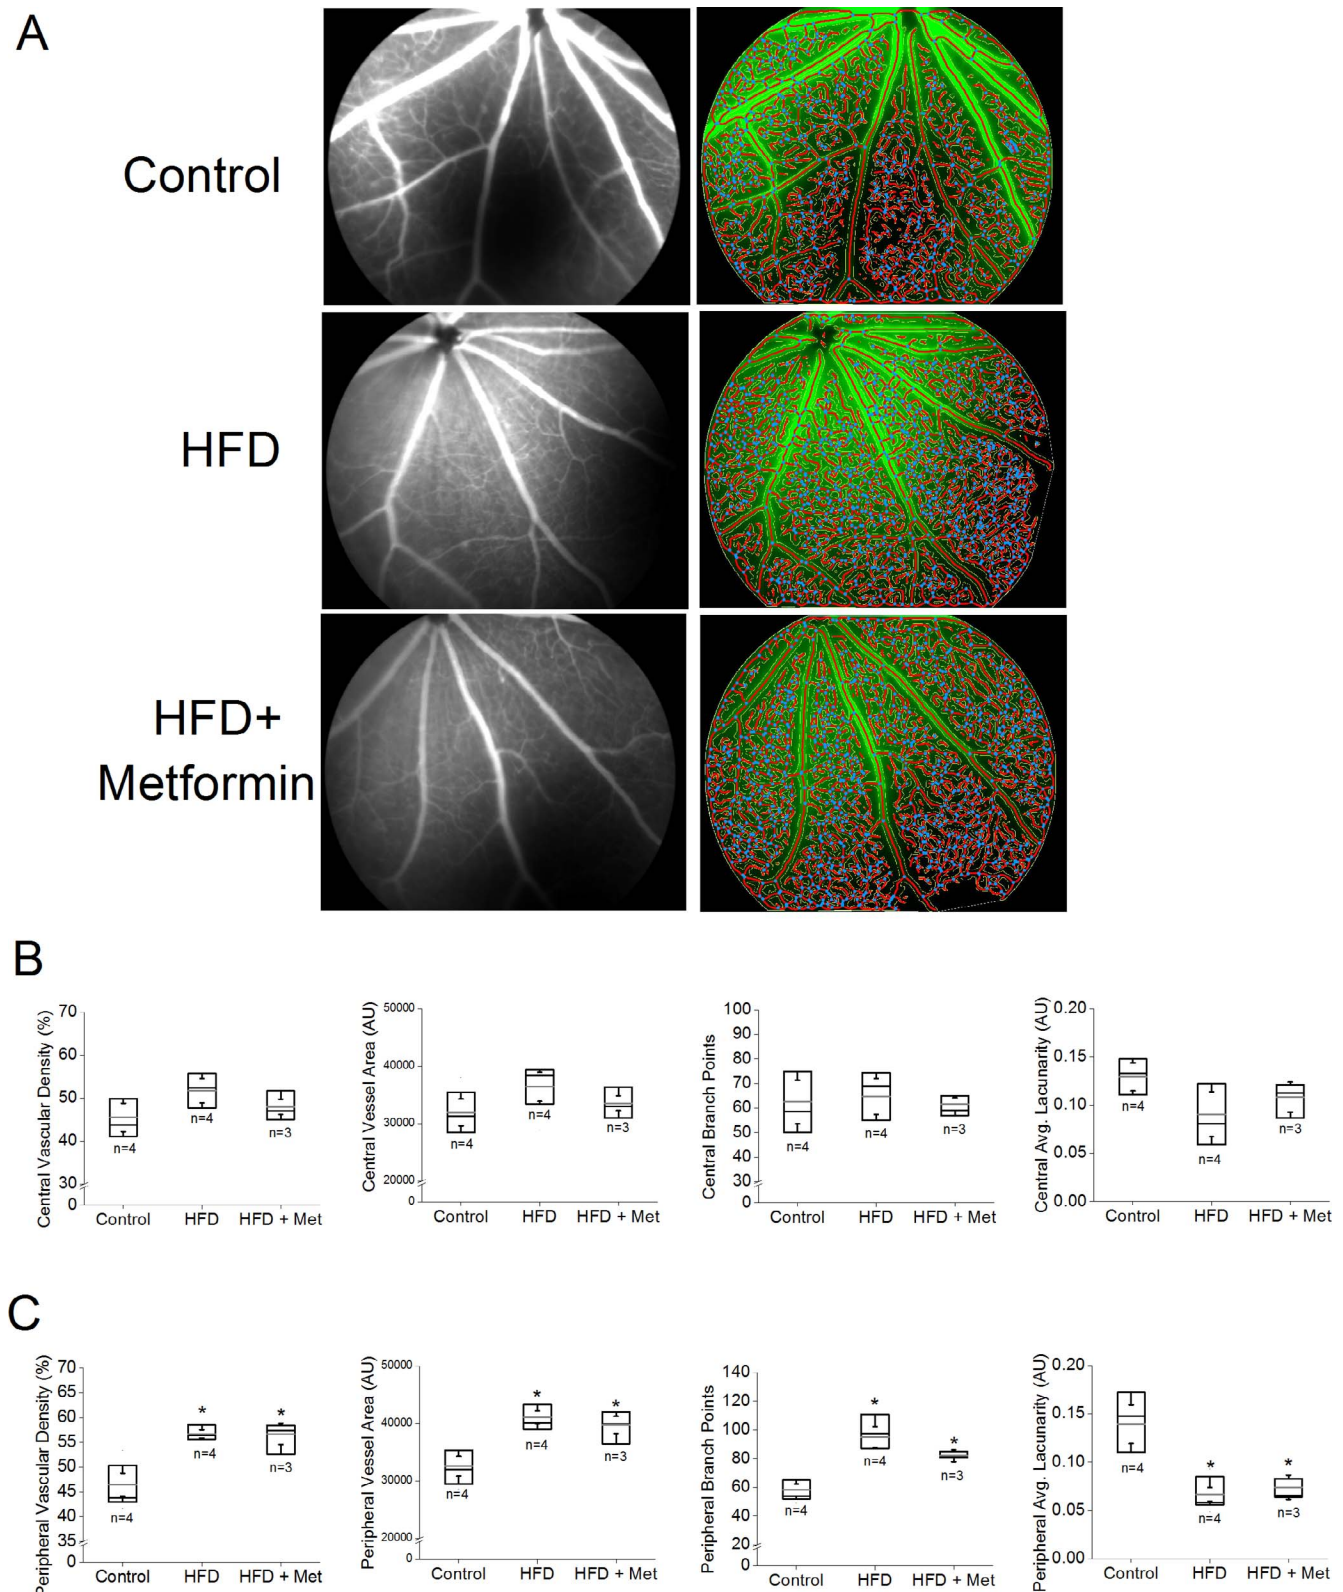 A
Control
HFD
HFD+
Metformin
B
Central Vascular Density (%)
70
60
50
40
30
0
n=4
n=4
n=3
Control
HFD
HFD + Met
Central Vessel Area (AU)
50000
40000
30000
20000
0
n=4
n=4
n=3
Control
HFD
HFD + Met
Central Branch Points
100
90
80
70
60
50
40
30
0
n=4
n=4
n=3
Control
HFD
HFD + Met
Central Avg. Lacunarity (AU)
0.20
0.15
0.10
0.05
0.00
n=4
n=4
n=3
Control
HFD
HFD + Met
C
Peripheral Vascular Density (%)
70
65
60
55
50
45
40
35
0
*
*
n=4
n=4
n=3
Control
HFD
HFD + Met
Peripheral Vessel Area (AU)
50000
40000
30000
20000
0
*
*
n=4
n=4
n=3
Control
HFD
HFD + Met
Peripheral Branch Points
140
120
100
80
60
40
20
0
*
*
n=4
n=4
n=3
Control
HFD
HFD + Met
Peripheral Avg. Lacunarity (AU)
0.20
0.15
0.10
0.05
0.00
*
*
n=4
n=4
n=3
Control
HFD
HFD + Met